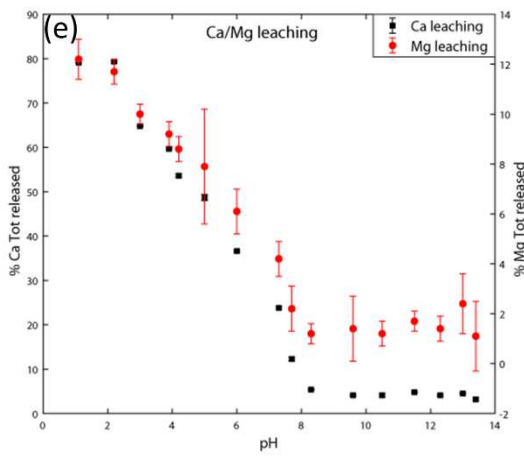 (e)
Ca/Mg leaching
Ca leaching
Mg leaching
% Ca Tot released
90
80
70
60
50
40
30
20
10
0
% Mg Tot released
14
12
10
8
6
4
2
0
-2
0 2 4 6 8 10 12 14
pH